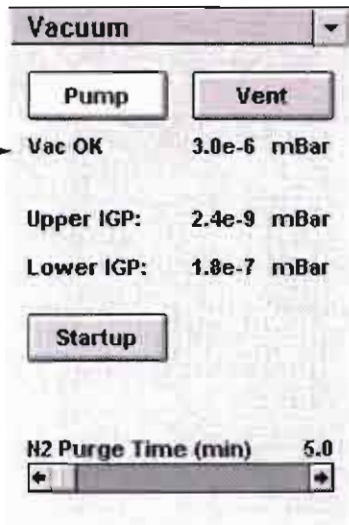 Vacuum
Pump Vent
Vac OK 3.0e-6 mBar
Upper IGP: 2.4e-9 mBar
Lower IGP: 1.8e-7 mBar
Startup
N2 Purge Time (min) 5.0